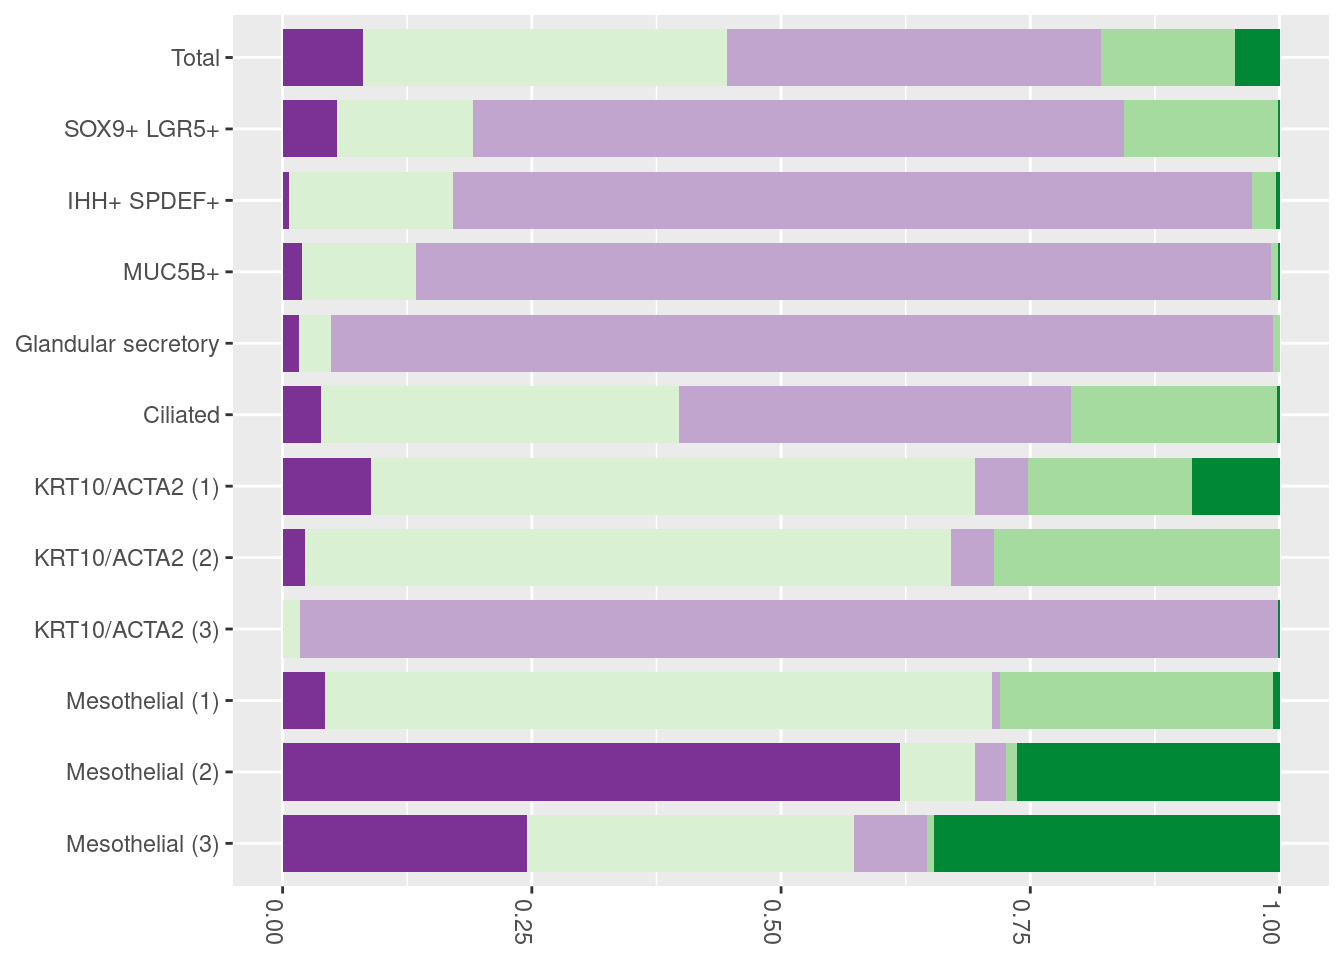 Total
SOX9+ LGR5+
IHH+ SPDEF+
MUC5B+
Glandular secretory
Ciliated
KRT10/ACTA2 (1)
KRT10/ACTA2 (2)
KRT10/ACTA2 (3)
Mesothelial (1)
Mesothelial (2)
Mesothelial (3)
0.00
0.25
0.50
0.75
1.00